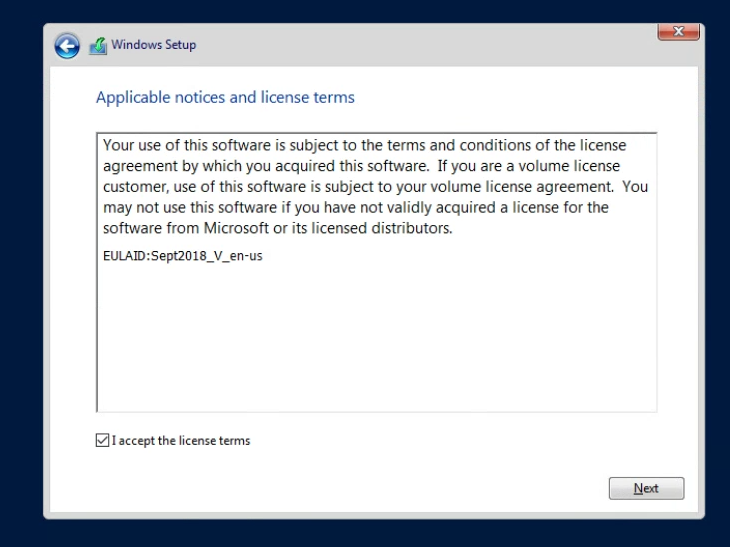 Windows Setup
Applicable notices and license terms
Your use of this software is subject to the terms and conditions of the license
agreement by which you acquired this software.  If you are a volume license
customer, use of this software is subject to your volume license agreement.  You
may not use this software if you have not validly acquired a license for the
software from Microsoft or its licensed distributors.
EULAID:Sept2018_V_en-us
I accept the license terms
Next